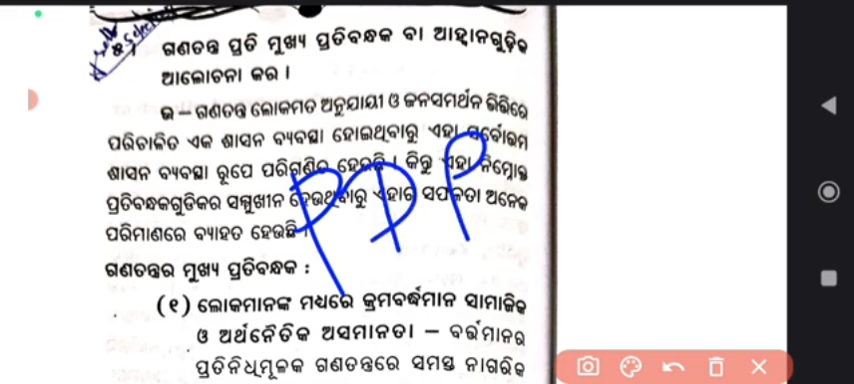 ୫। ଗଣତନ୍ତ୍ର ପ୍ରତି ମୁଖ୍ୟ ପ୍ରତିବନ୍ଧକ ବା ଆହ୍ୱାନଗୁଡ଼ିକ
ଆଲୋଚନା କର।
ଉ – ଗଣତନ୍ତ୍ର ଲୋକମତ ଅନୁଯାୟୀ ଓ ଜନସମର୍ଥନ ଭିତ୍ତିରେ
ପରିଚାଳିତ ଏକ ଶାସନ ବ୍ୟବସ୍ଥା ହୋଇଥିବାରୁ ଏହା ସର୍ବୋତ୍ତମ
ଶାସନ ବ୍ୟବସ୍ଥା ରୂପେ ପରିଗଣିତ ହେଉଛି। କିନ୍ତୁ ଏହା ନିମ୍ନୋକ୍ତ
ପ୍ରତିବନ୍ଧକଗୁଡିକର ସମ୍ମୁଖୀନ ହେଉଥିବାରୁ ଏହାର ସଫଳତା ଅନେକ
ପରିମାଣରେ ବ୍ୟାହତ ହେଉଛି।
PPP
ଗଣତନ୍ତ୍ରର ମୁଖ୍ୟ ପ୍ରତିବନ୍ଧକ :
(୧) ଲୋକମାନଙ୍କ ମଧ୍ୟରେ କ୍ରମବର୍ଦ୍ଧମାନ ସାମାଜିକ
ଓ ଅର୍ଥନୈତିକ ଅସମାନତା – ବର୍ତ୍ତମାନର
ପ୍ରତିନିଧିମୂଳକ ଗଣତନ୍ତ୍ରରେ ସମସ୍ତ ନାଗରିକ